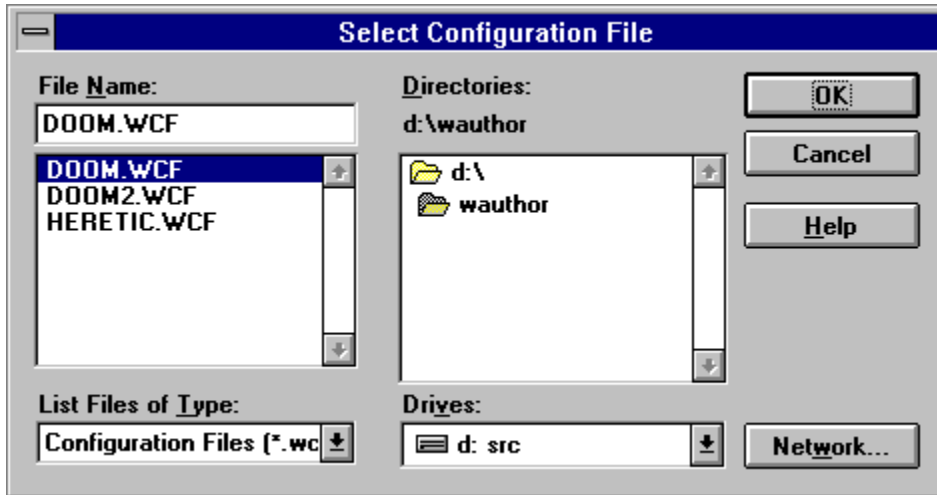 Select Configuration File
File Name:
DOOM.WCF
DOOM.WCF
DOOM2.WCF
HERETIC.WCF
List Files of Type:
Configuration Files (*.wc
Directories:
d:\wauthor
d:\
wauthor
Drives:
d: src
OK
Cancel
Help
Network...